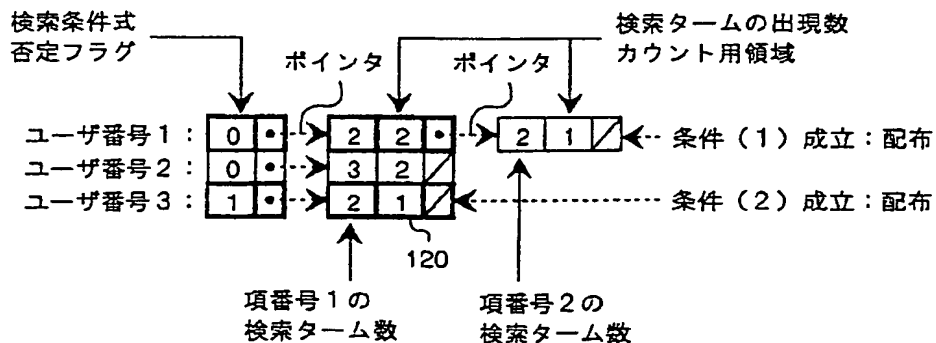 検索条件式
否定フラグ
ポインタ
ポインタ
検索タームの出現数
カウント用領域
ユーザ番号1: 0 2 2 2 1 条件(1)成立:配布
ユーザ番号2: 0 3 2
ユーザ番号3: 1 2 1 条件(2)成立:配布
120
項番号1の
検索ターム数
項番号2の
検索ターム数